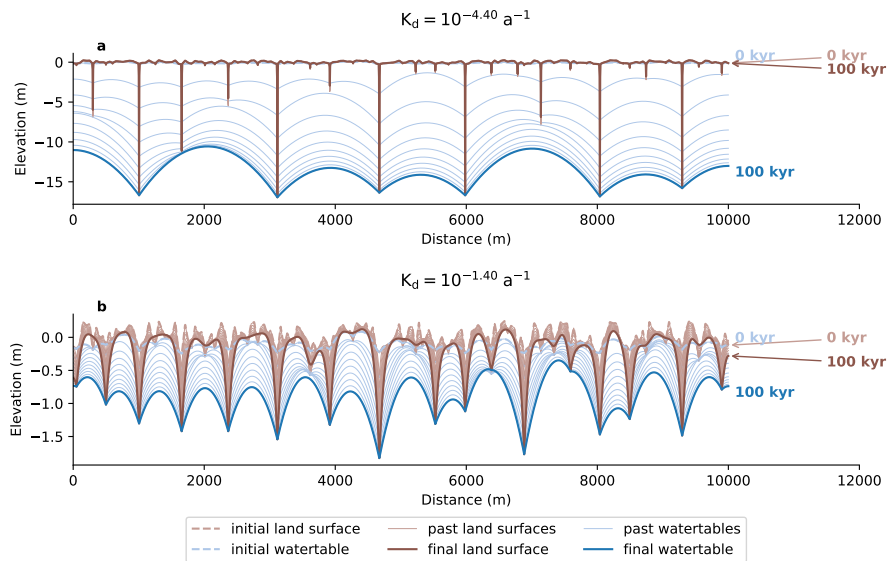 K_d = 10^−4.40 a^−1
a
0 kyr
0 kyr
100 kyr
0
−5
−10
−15
100 kyr
Elevation (m)
0 2000 4000 6000 8000 10000 12000
Distance (m)
K_d = 10^−1.40 a^−1
b
0 kyr
0 kyr
100 kyr
0.0
−0.5
−1.0
−1.5
100 kyr
Elevation (m)
0 2000 4000 6000 8000 10000 12000
Distance (m)
initial land surface past land surfaces past watertables
initial watertable final land surface final watertable